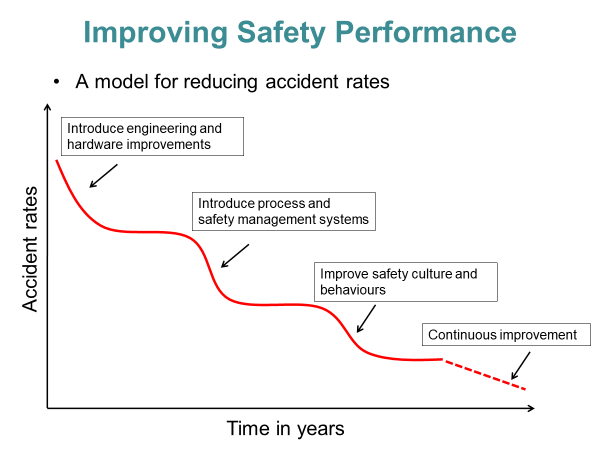 Improving Safety Performance
• A model for reducing accident rates
Introduce engineering and
hardware improvements
Introduce process and
safety management systems
Improve safety culture and
behaviours
Continuous improvement
Accident rates
Time in years